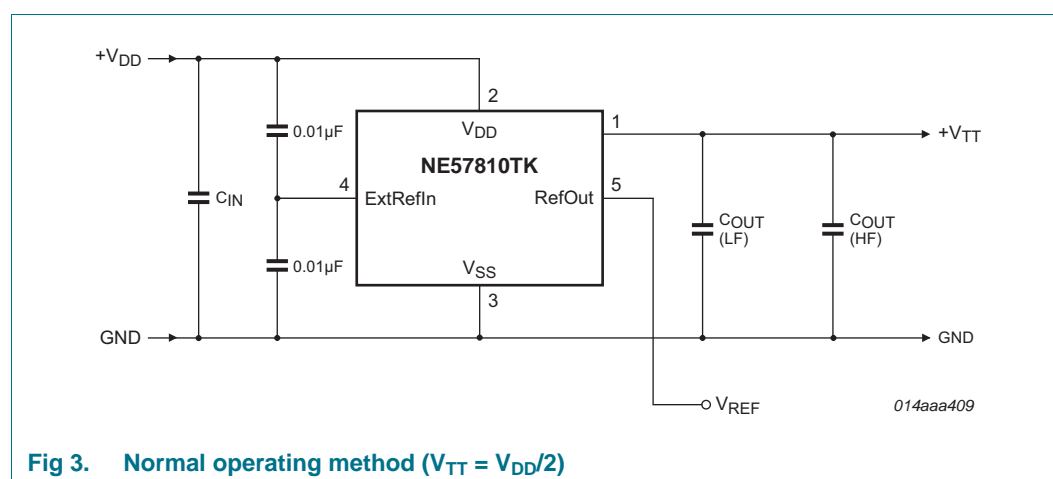 +VDD
2
0.01µF
VDD
1
+VTT
NE57810TK
4
5
CIN
ExtRefIn
RefOut
COUT
(LF)
COUT
(HF)
0.01µF
VSS
3
GND
GND
VREF
014aaa409
Fig 3. Normal operating method (VTT = VDD/2)